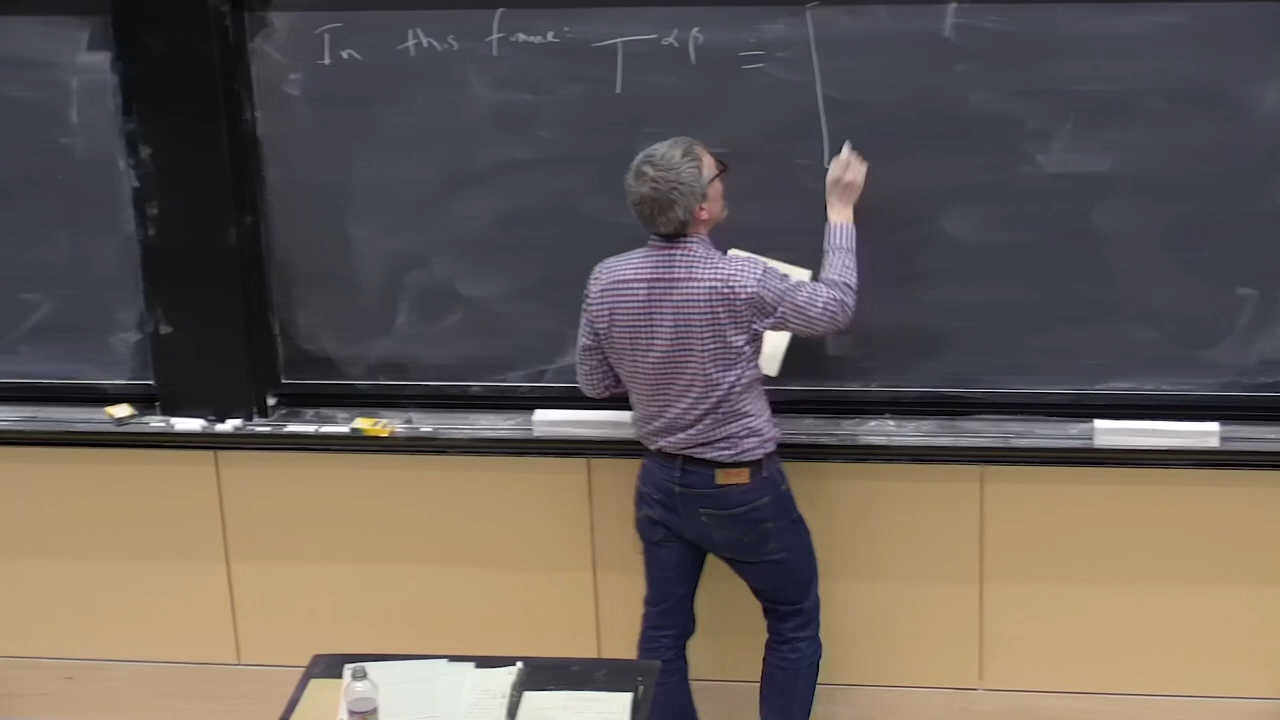 In this frame: T^{αβ} ≐ [